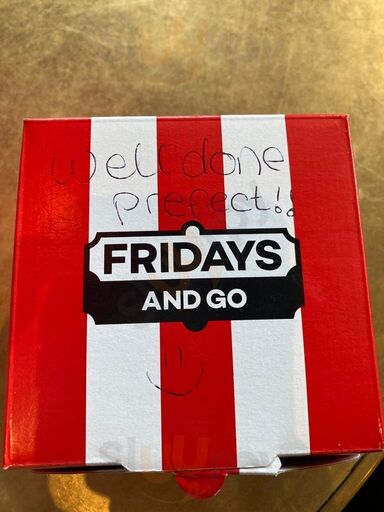 well done
prefect!!
FRIDAYS
AND GO